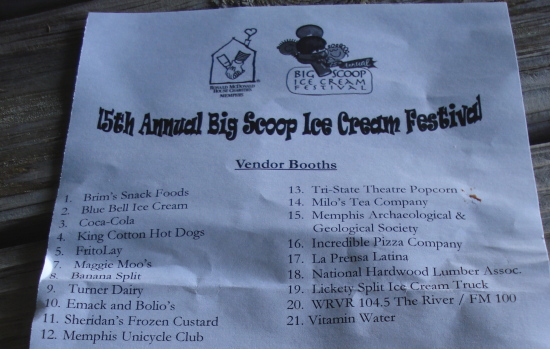 RONALD MCDONALD
HOUSE CHARITIES
MEMPHIS
BIG SCOOP
ICE CREAM
FESTIVAL
15th Annual Big Scoop Ice Cream Festival
Vendor Booths
1. Brim's Snack Foods
2. Blue Bell Ice Cream
3. Coca-Cola
4. King Cotton Hot Dogs
5. FritoLay
7. Maggie Moo's
8. Banana Split
9. Turner Dairy
10. Emack and Bolio's
11. Sheridan's Frozen Custard
12. Memphis Unicycle Club
13. Tri-State Theatre Popcorn
14. Milo's Tea Company
15. Memphis Archaeological &
Geological Society
16. Incredible Pizza Company
17. La Prensa Latina
18. National Hardwood Lumber Assoc.
19. Lickety Split Ice Cream Truck
20. WRVR 104.5 The River / FM 100
21. Vitamin Water